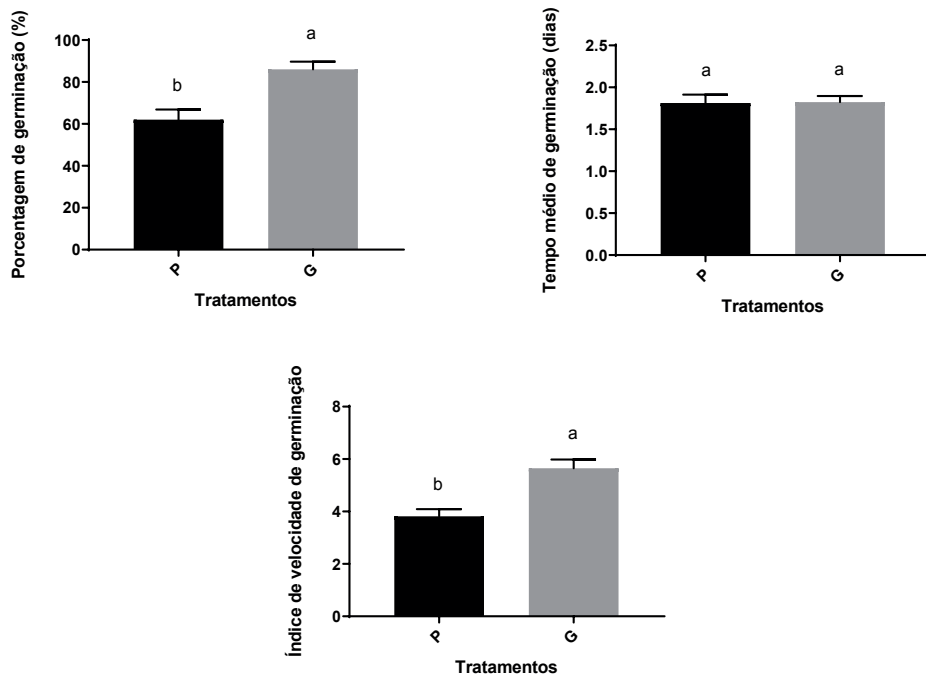 Porcentagem de germinação (%)
100
80
60
40
20
0
b
a
P
G
Tratamentos
Tempo médio de germinação (dias)
2.5
2.0
1.5
1.0
0.5
0.0
a
a
P
G
Tratamentos
Índice de velocidade de germinação
8
6
4
2
0
b
a
P
G
Tratamentos